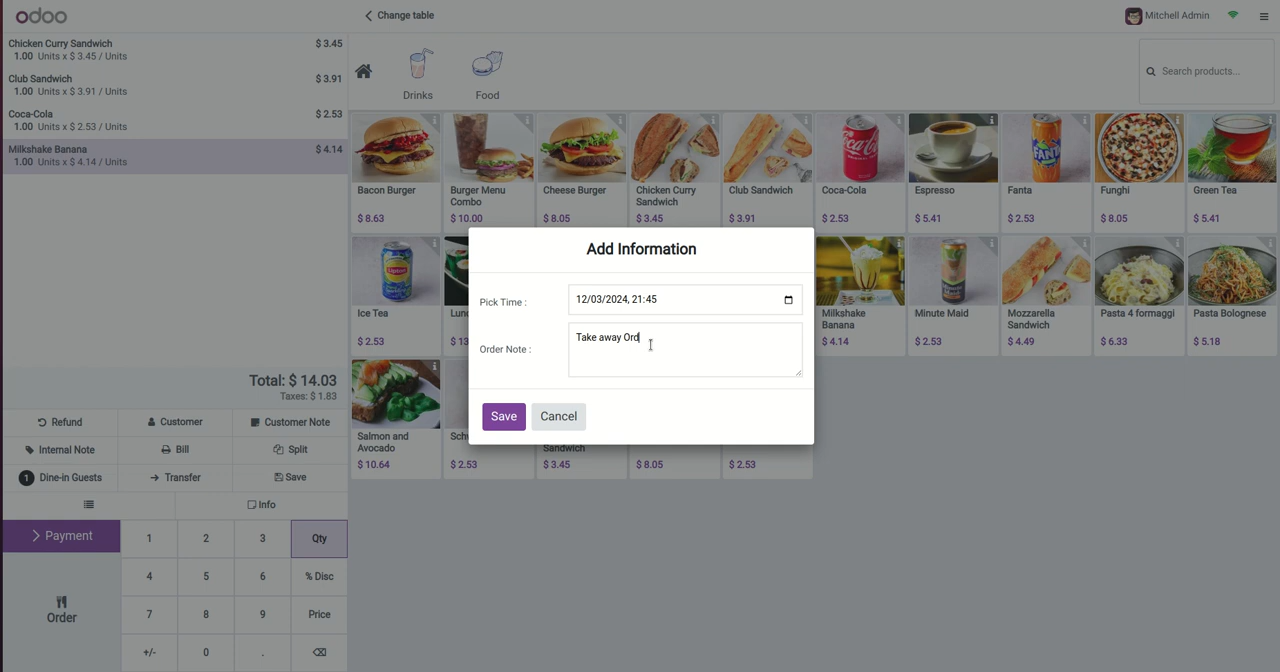 odoo
Change table
Mitchell Admin
Chicken Curry Sandwich $ 3.45
1.00 Units x $ 3.45 / Units
Club Sandwich $ 3.91
1.00 Units x $ 3.91 / Units
Coca-Cola $ 2.53
1.00 Units x $ 2.53 / Units
Milkshake Banana $ 4.14
1.00 Units x $ 4.14 / Units
Total: $ 14.03
Taxes: $ 1.83
Refund Customer Customer Note
Internal Note Bill Split
1 Dine-in Guests Transfer Save
Info
Payment
Order
1 2 3 Qty
4 5 6 % Disc
7 8 9 Price
+/- 0 .
Drinks Food
Search products...
Bacon Burger
$ 8.63
Burger Menu
Combo
$ 10.00
Cheese Burger
$ 8.05
Chicken Curry
Sandwich
$ 3.45
Club Sandwich
$ 3.91
Coca-Cola
$ 2.53
Espresso
$ 5.41
Fanta
$ 2.53
Funghi
$ 8.05
Green Tea
$ 5.41
Ice Tea
$ 2.53
Milkshake
Banana
$ 4.14
Minute Maid
$ 2.53
Mozzarella
Sandwich
$ 4.49
Pasta 4 formaggi
$ 6.33
Pasta Bolognese
$ 5.18
Salmon and
Avocado
$ 10.64
$ 2.53
Sandwich
$ 3.45
$ 8.05
$ 2.53
Add Information
Pick Time : 12/03/2024, 21:45
Order Note : Take away Ord
Save Cancel